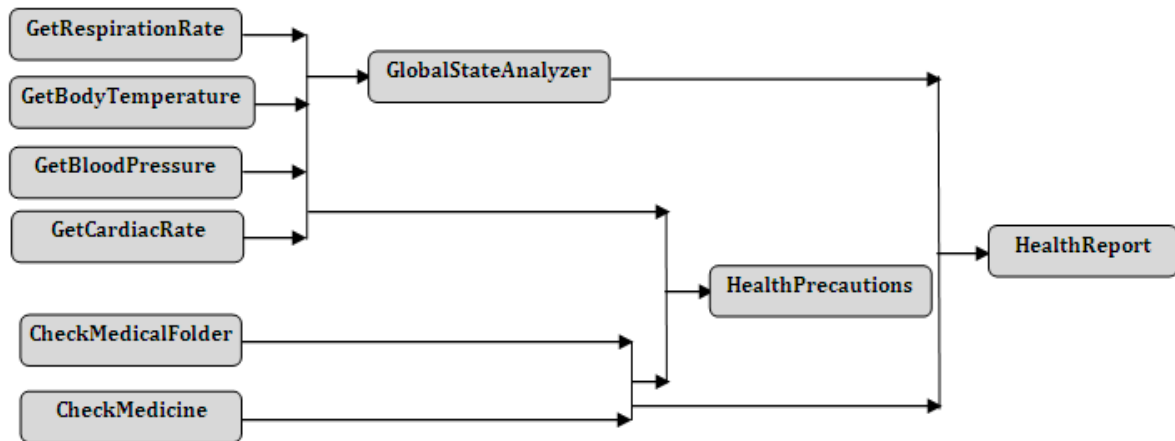 GetRespirationRate
GlobalStateAnalyzer
GetBodyTemperature
GetBloodPressure
GetCardiacRate
HealthReport
HealthPrecautions
CheckMedicalFolder
CheckMedicine